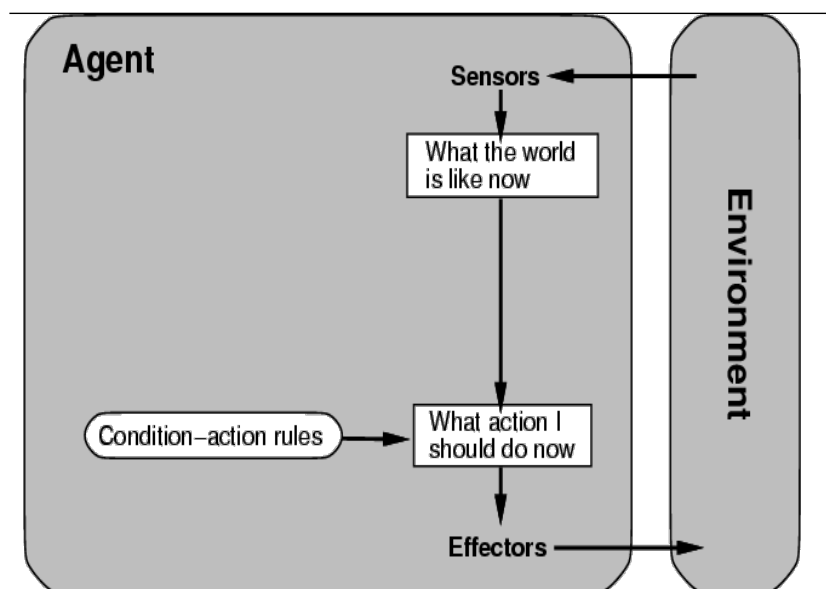 Agent
Sensors
What the world
is like now
Environment
Condition−action rules
What action I
should do now
Effectors